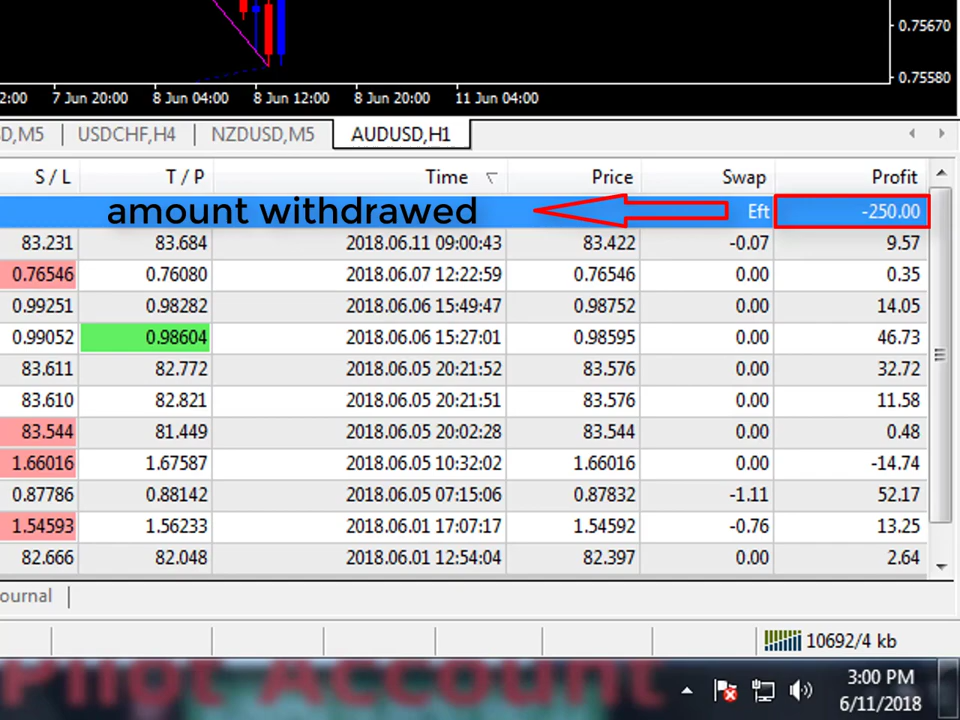 0.75670
0.75580
2:00 7 Jun 20:00 8 Jun 04:00 8 Jun 12:00 8 Jun 20:00 11 Jun 04:00
D,M5 USDCHF,H4 NZDUSD,M5 AUDUSD,H1
S / L T / P Time Price Swap Profit
amount withdrawed Eft -250.00
83.231 83.684 2018.06.11 09:00:43 83.422 -0.07 9.57
0.76546 0.76080 2018.06.07 12:22:59 0.76546 0.00 0.35
0.99251 0.98282 2018.06.06 15:49:47 0.98752 0.00 14.05
0.99052 0.98604 2018.06.06 15:27:01 0.98595 0.00 46.73
83.611 82.772 2018.06.05 20:21:52 83.576 0.00 32.72
83.610 82.821 2018.06.05 20:21:51 83.576 0.00 11.58
83.544 81.449 2018.06.05 20:02:28 83.544 0.00 0.48
1.66016 1.67587 2018.06.05 10:32:02 1.66016 0.00 -14.74
0.87786 0.88142 2018.06.05 07:15:06 0.87832 -1.11 52.17
1.54593 1.56233 2018.06.01 17:07:17 1.54592 -0.76 13.25
82.666 82.048 2018.06.01 12:54:04 82.397 0.00 2.64
ournal
10692/4 kb
Pilot Account
3:00 PM
6/11/2018